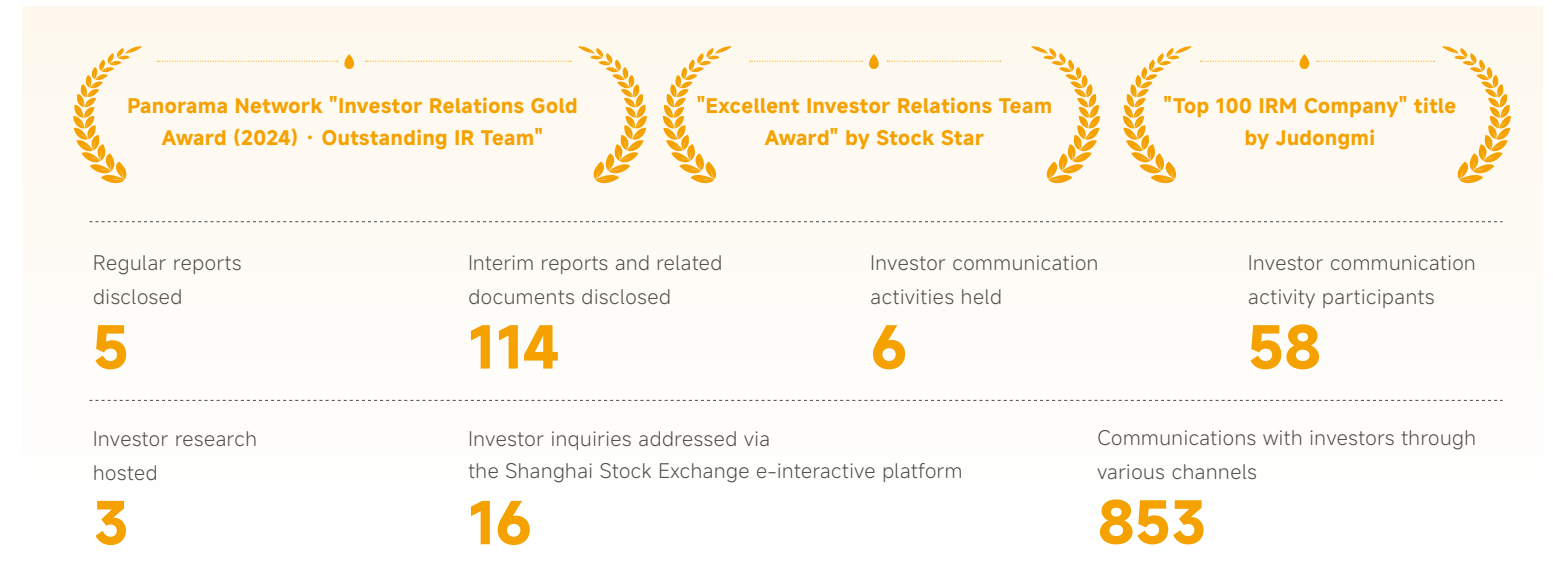 Panorama Network "Investor Relations Gold
Award (2024) · Outstanding IR Team"
"Excellent Investor Relations Team
Award" by Stock Star
"Top 100 IRM Company" title
by Judongmi
Regular reports
disclosed
5
Interim reports and related
documents disclosed
114
Investor communication
activities held
6
Investor communication
activity participants
58
Investor research
hosted
3
Investor inquiries addressed via
the Shanghai Stock Exchange e-interactive platform
16
Communications with investors through
various channels
853